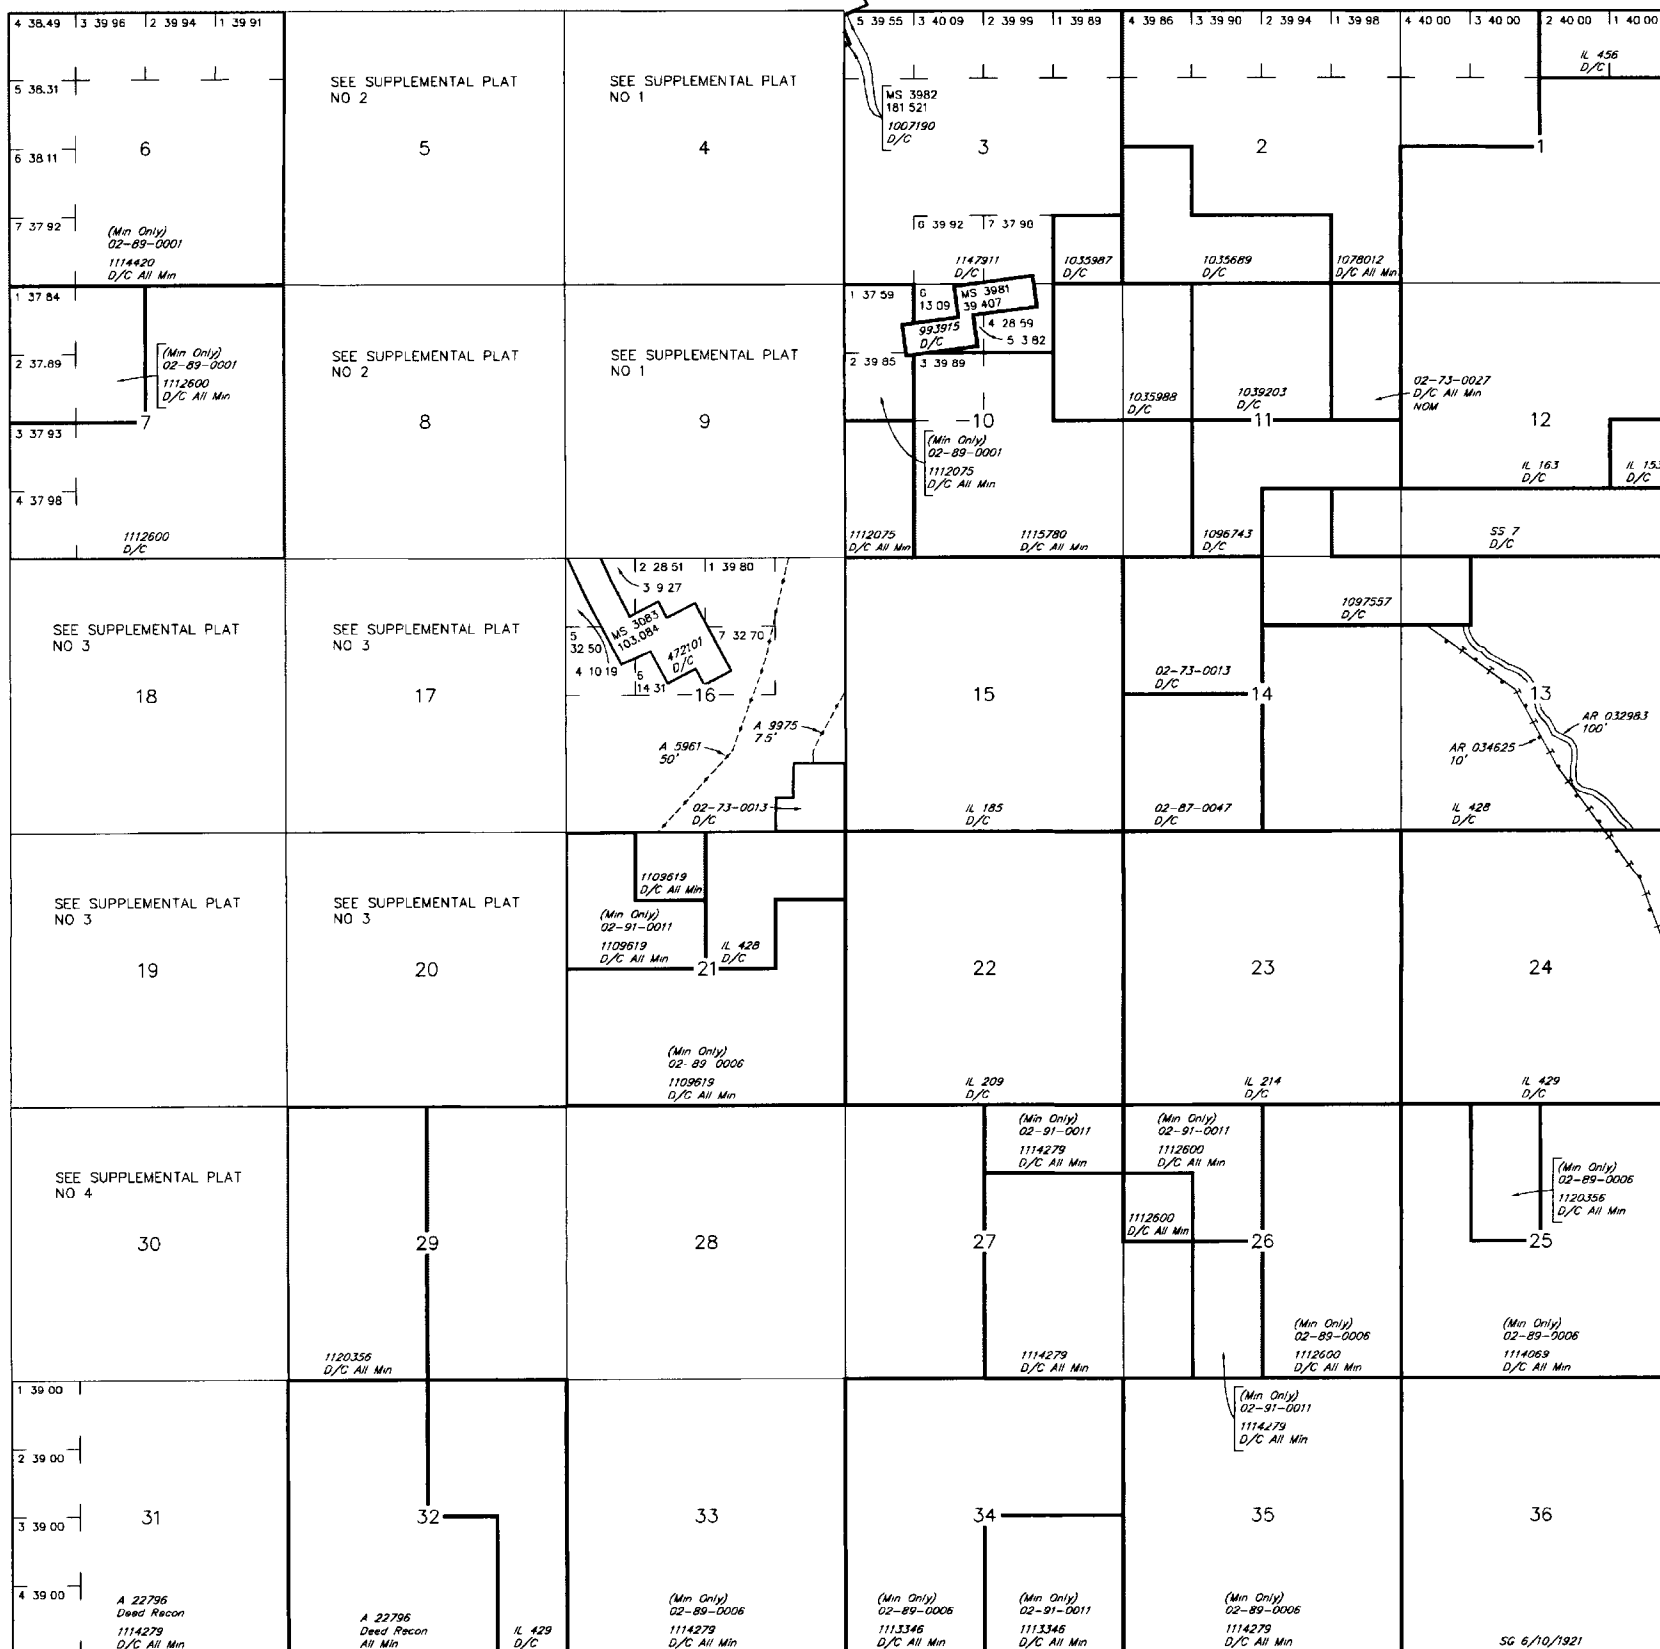 4 38.49
3 39 96
2 39 94
1 39 91
5 38.31
6 38 11
6
7 37 92
(Min Only)
02-89-0001
1114420
D/C All Min
SEE SUPPLEMENTAL PLAT
NO 2
5
SEE SUPPLEMENTAL PLAT
NO 1
4
5 39 55
3 40 09
2 39 99
1 39 89
MS 3982
181 521
1007190
D/C
3
6 39 92
7 37 90
1147911
D/C
1035987
D/C
4 39 86
3 39 90
2 39 94
1 39 98
2
1035689
D/C
1078012
D/C All Min
4 40 00
3 40 00
2 40 00
1 40 00
IL 456
D/C
1
1 37 84
2 37.89
(Min Only)
02-89-0001
1112600
D/C All Min
3 37 93
7
4 37 98
1112600
D/C
SEE SUPPLEMENTAL PLAT
NO 2
8
SEE SUPPLEMENTAL PLAT
NO 1
9
1 37 59
6
13 09
MS 3981
39 407
993915
D/C
4 28 59
5 3 82
2 39 85
3 39 89
10
(Min Only)
02-89-0001
1112075
D/C All Min
1112075
D/C All Min
1115780
D/C All Min
1035988
D/C
1039203
D/C
11
1096743
D/C
02-73-0027
D/C All Min
NOM
12
IL 163
D/C
IL 153
D/C
SS 7
D/C
SEE SUPPLEMENTAL PLAT
NO 3
18
SEE SUPPLEMENTAL PLAT
NO 3
17
2 28 51
1 39 80
3 9 27
MS 3083
103.084
5
32 50
7 32 70
472101
D/C
4 10 19
6
14 31
16
A 9975
75'
A 5961
50'
02-73-0013
D/C
15
IL 185
D/C
1097557
D/C
02-73-0013
D/C
14
02-87-0047
D/C
13
AR 032983
100'
AR 034625
10'
IL 428
D/C
SEE SUPPLEMENTAL PLAT
NO 3
19
SEE SUPPLEMENTAL PLAT
NO 3
20
1109619
D/C All Min
(Min Only)
02-91-0011
1109619
D/C All Min
IL 428
D/C
21
(Min Only)
02-89 0006
1109619
D/C All Min
22
IL 209
D/C
23
IL 214
D/C
24
IL 429
D/C
SEE SUPPLEMENTAL PLAT
NO 4
30
29
1120356
D/C All Min
28
(Min Only)
02-91-0011
1114279
D/C All Min
27
1114279
D/C All Min
(Min Only)
02-91-0011
1112600
D/C All Min
1112600
D/C All Min
26
(Min Only)
02-89-0006
1112600
D/C All Min
(Min Only)
02-89-0006
1120356
D/C All Min
25
(Min Only)
02-89-0006
1114069
D/C All Min
1 39 00
2 39 00
3 39 00
31
4 39 00
A 22796
Deed Recon
1114279
D/C All Min
32
A 22796
Deed Recon
All Min
IL 429
D/C
33
(Min Only)
02-89-0006
1114279
D/C All Min
34
(Min Only)
02-89-0006
1113346
D/C All Min
(Min Only)
02-91-0011
1113346
D/C All Min
(Min Only)
02-91-0011
1114279
D/C All Min
35
(Min Only)
02-89-0006
1114279
D/C All Min
36
SG 6/10/1921